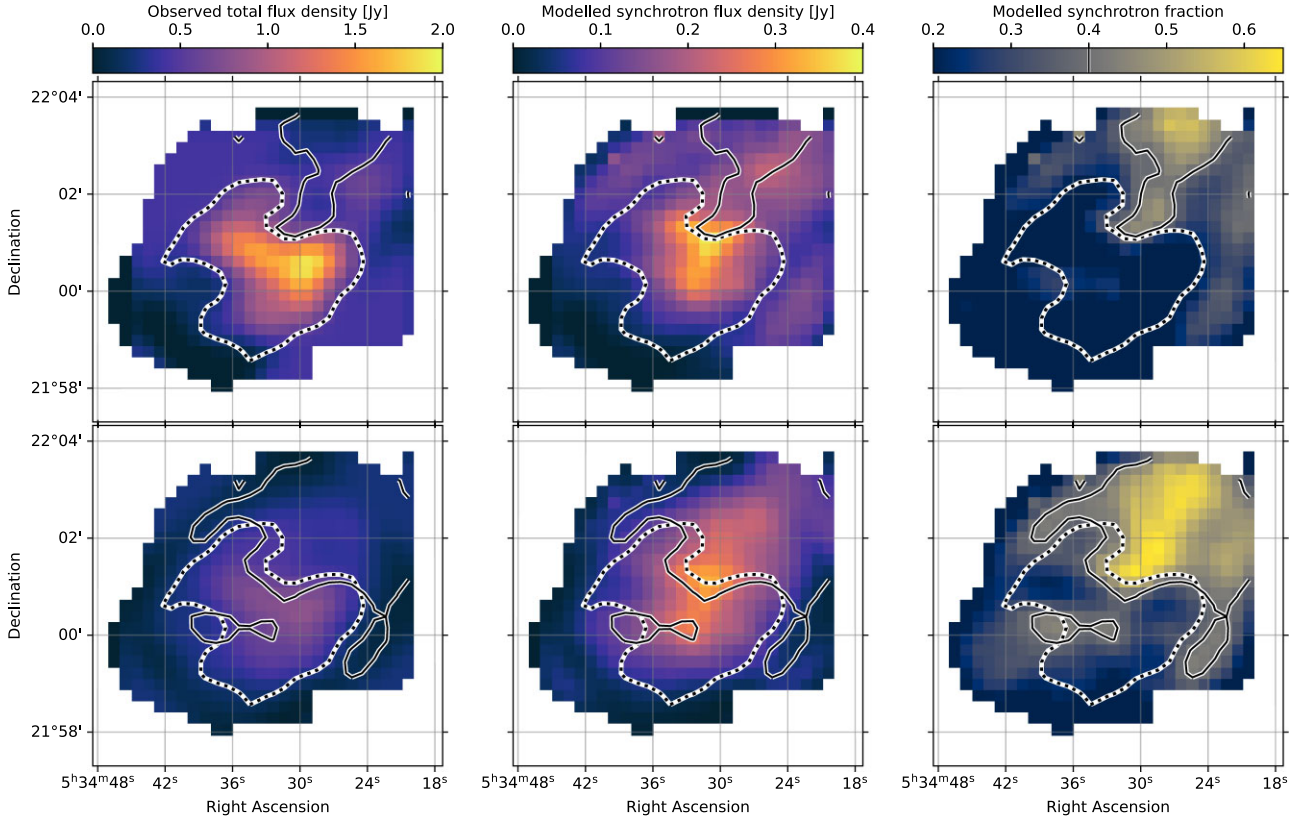 Observed total flux density [Jy] Modelled synchrotron flux density [Jy] Modelled synchrotron fraction
0.0 0.5 1.0 1.5 2.0 0.0 0.1 0.2 0.3 0.4 0.2 0.3 0.4 0.5 0.6
22°04'
02'
00'
21°58'
Declination
22°04'
02'
00'
21°58'
Declination
5ʰ34ᵐ48ˢ 42ˢ 36ˢ 30ˢ 24ˢ 18ˢ 5ʰ34ᵐ48ˢ 42ˢ 36ˢ 30ˢ 24ˢ 18ˢ 5ʰ34ᵐ48ˢ 42ˢ 36ˢ 30ˢ 24ˢ 18ˢ
Right Ascension Right Ascension Right Ascension